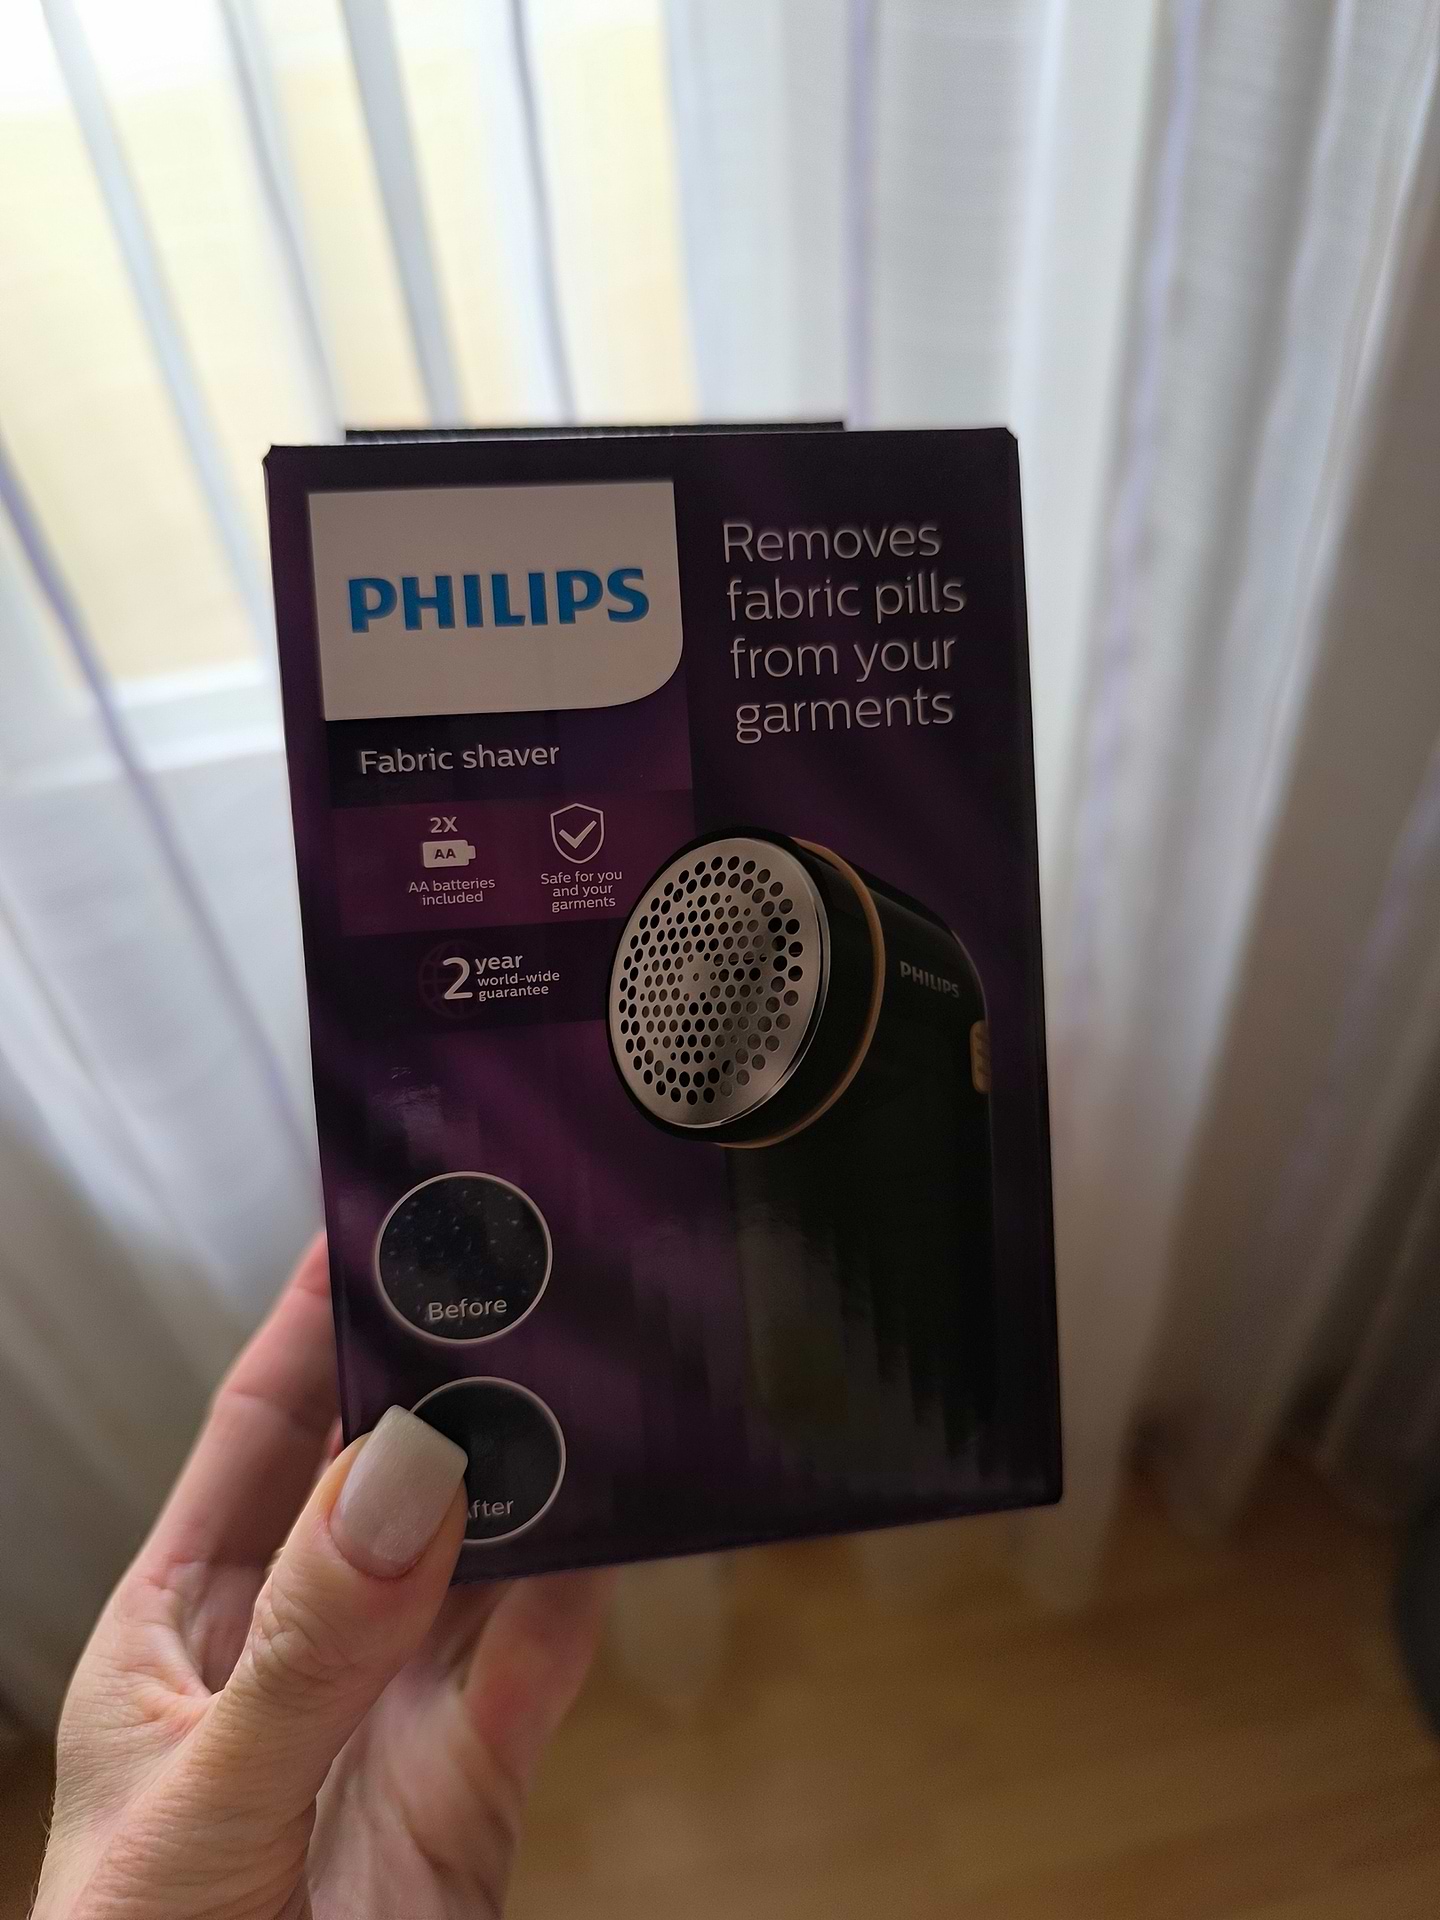 PHILIPS
Removes
fabric pills
from your
garments
Fabric shaver
2X
AA
AA batteries
included
Safe for you
and your
garments
2 year
world-wide
guarantee
PHILIPS
Before
After